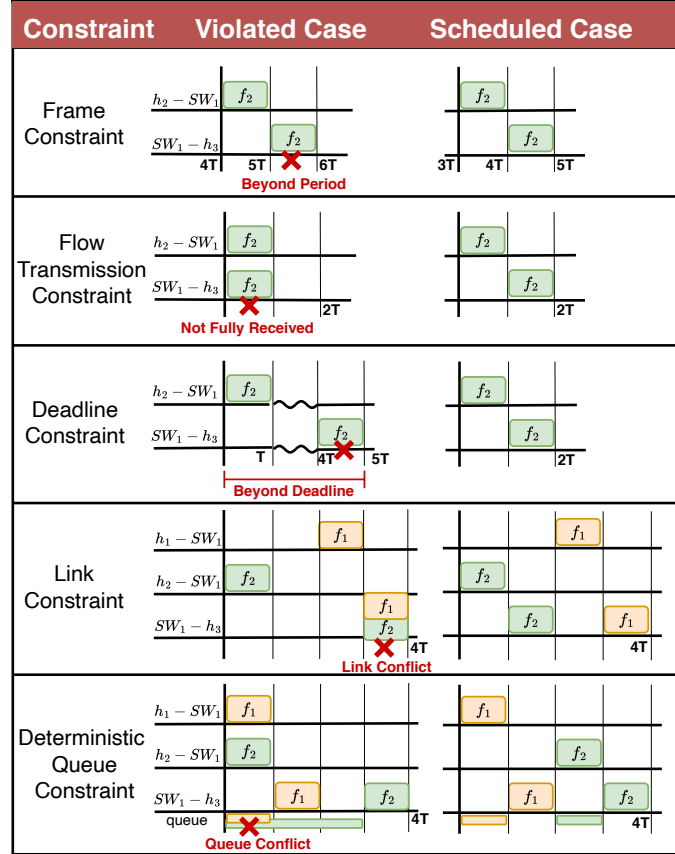 Constraint Violated Case Scheduled Case
Frame
Constraint
h₂ − SW₁ f₂ f₂
SW₁ − h₃ f₂ f₂
4T 5T 6T 3T 4T 5T
Beyond Period
Flow
Transmission
Constraint
h₂ − SW₁ f₂ f₂
SW₁ − h₃ f₂ f₂
2T 2T
Not Fully Received
Deadline
Constraint
h₂ − SW₁ f₂ f₂
SW₁ − h₃ f₂ f₂
T 4T 5T 2T
Beyond Deadline
Link
Constraint
h₁ − SW₁ f₁ f₁
h₂ − SW₁ f₂ f₂
f₁
SW₁ − h₃ f₂ f₂ f₁
4T 4T
Link Conflict
Deterministic
Queue
Constraint
h₁ − SW₁ f₁ f₁
h₂ − SW₁ f₂ f₂
SW₁ − h₃ f₁ f₂ f₁ f₂
queue 4T 4T
Queue Conflict